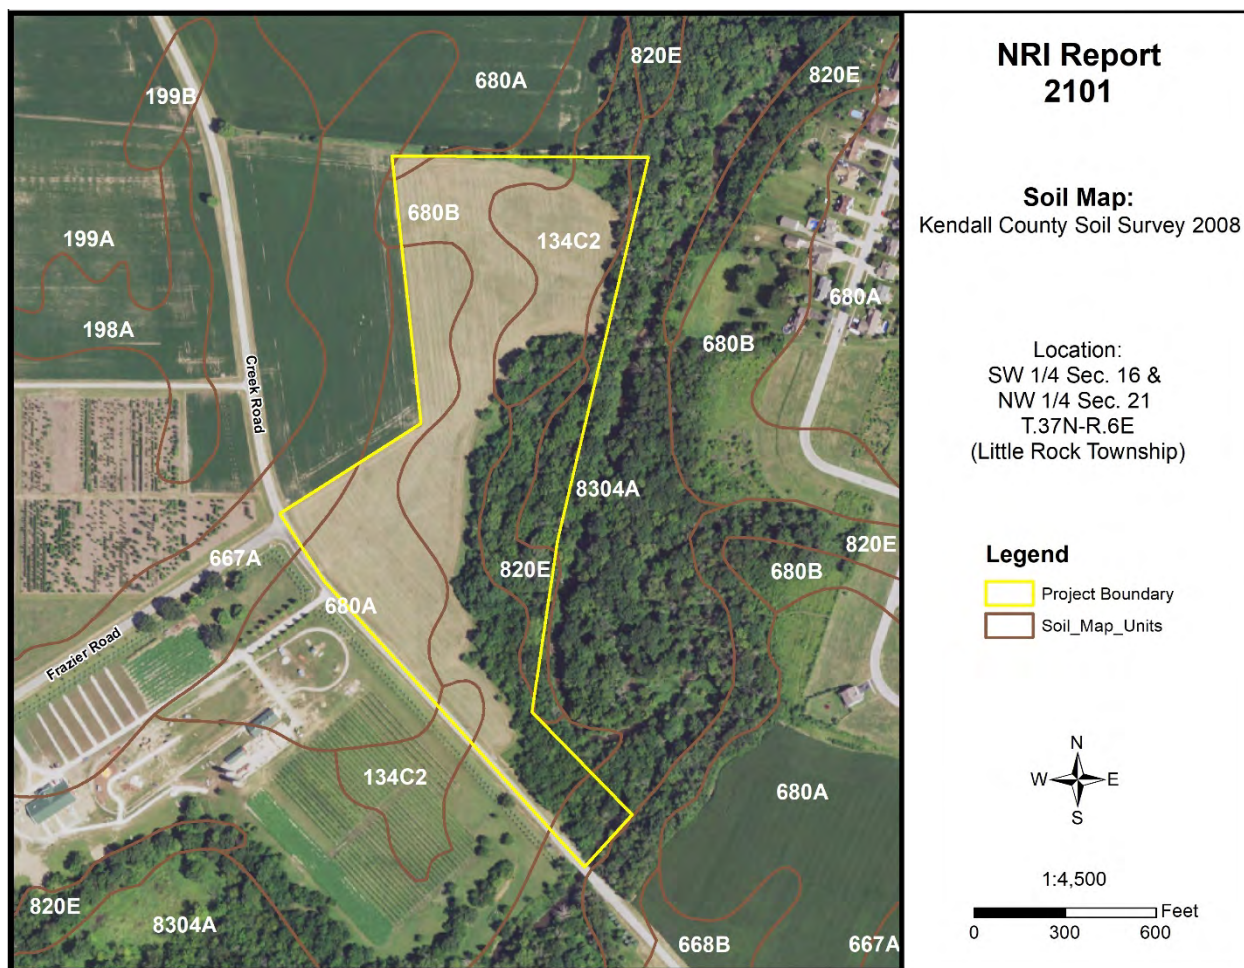 820E
680A
820E
199B
680B
134C2
199A
680A
198A
680B
Creek Road
8304A
667A
820E
820E
680B
680A
Frazier Road
134C2
680A
820E
8304A
668B
667A
NRI Report
2101
Soil Map:
Kendall County Soil Survey 2008
Location:
SW 1/4 Sec. 16 &
NW 1/4 Sec. 21
T.37N-R.6E
(Little Rock Township)
Legend
Project Boundary
Soil_Map_Units
N
W E
S
1:4,500
Feet
0 300 600